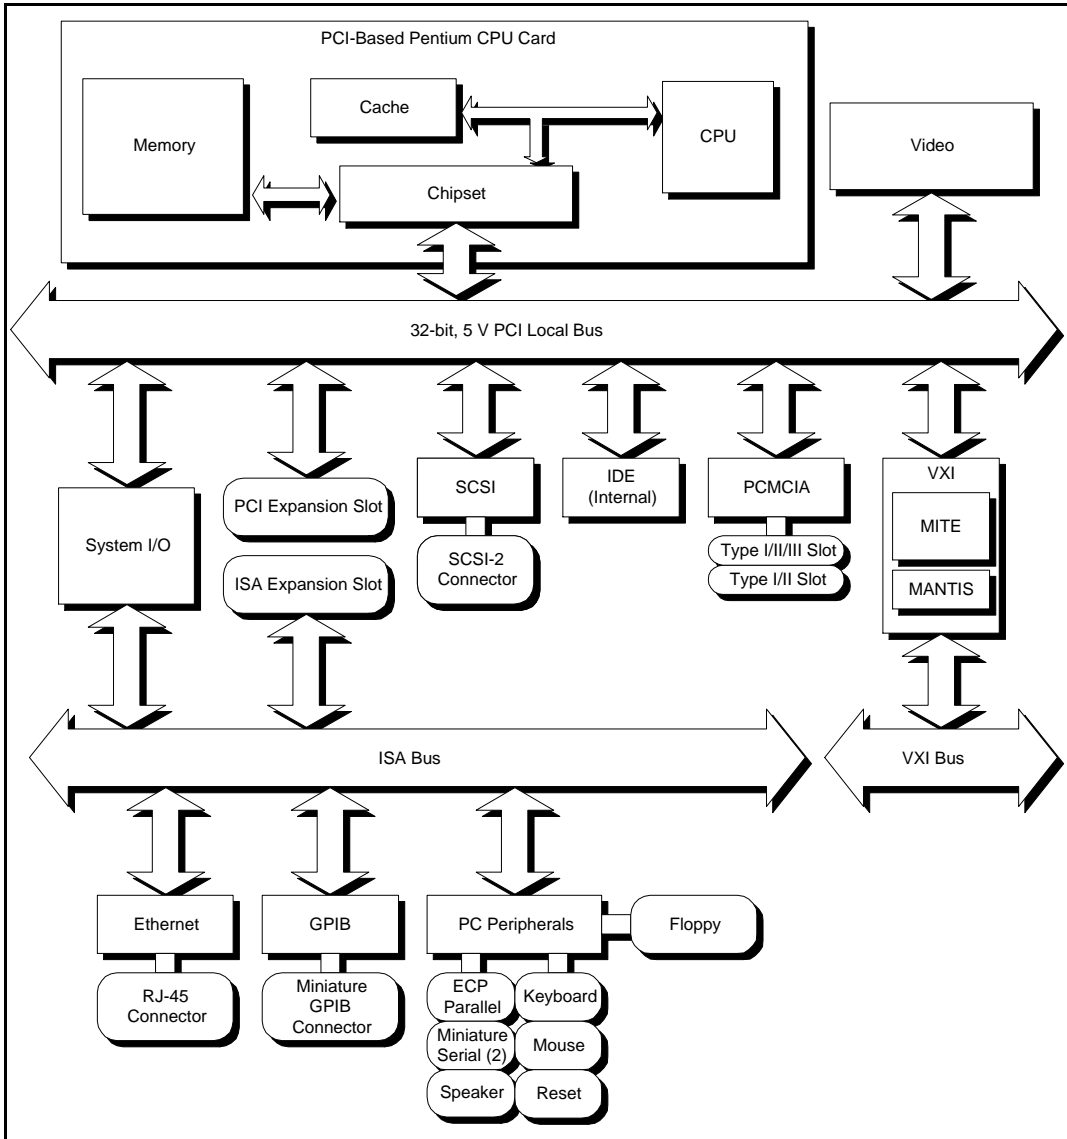 PCI-Based Pentium CPU Card
Cache
Memory
CPU
Video
Chipset
32-bit, 5 V PCI Local Bus
SCSI
IDE
(Internal)
PCMCIA
VXI
PCI Expansion Slot
MITE
System I/O
ISA Expansion Slot
SCSI-2
Connector
Type I/II/III Slot
Type I/II Slot
MANTIS
ISA Bus
VXI Bus
Ethernet
GPIB
PC Peripherals
Floppy
RJ-45
Connector
Miniature
GPIB
Connector
ECP
Parallel
Keyboard
Miniature
Serial (2)
Mouse
Speaker
Reset